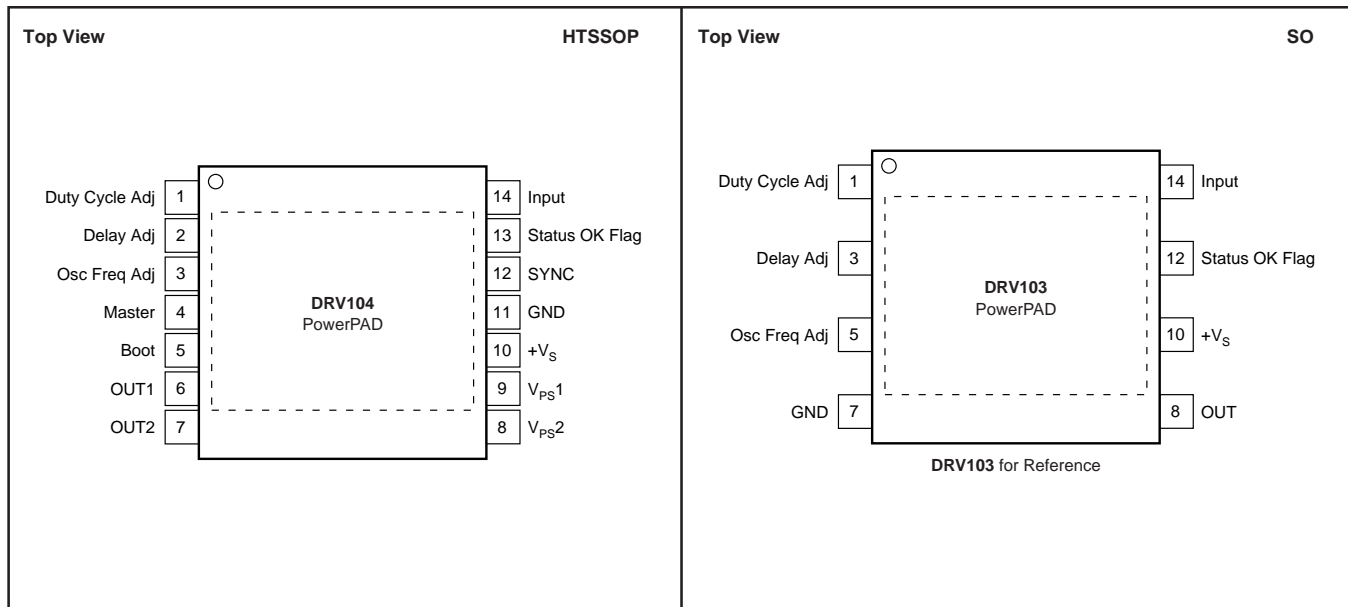 Top View
HTSSOP
Duty Cycle Adj 1
Delay Adj 2
Osc Freq Adj 3
Master 4
Boot 5
OUT1 6
OUT2 7
DRV104
PowerPAD
14 Input
13 Status OK Flag
12 SYNC
11 GND
10 +VS
9 VPS1
8 VPS2
Top View
SO
Duty Cycle Adj 1
Delay Adj 3
Osc Freq Adj 5
GND 7
DRV103
PowerPAD
14 Input
12 Status OK Flag
10 +VS
8 OUT
DRV103 for Reference